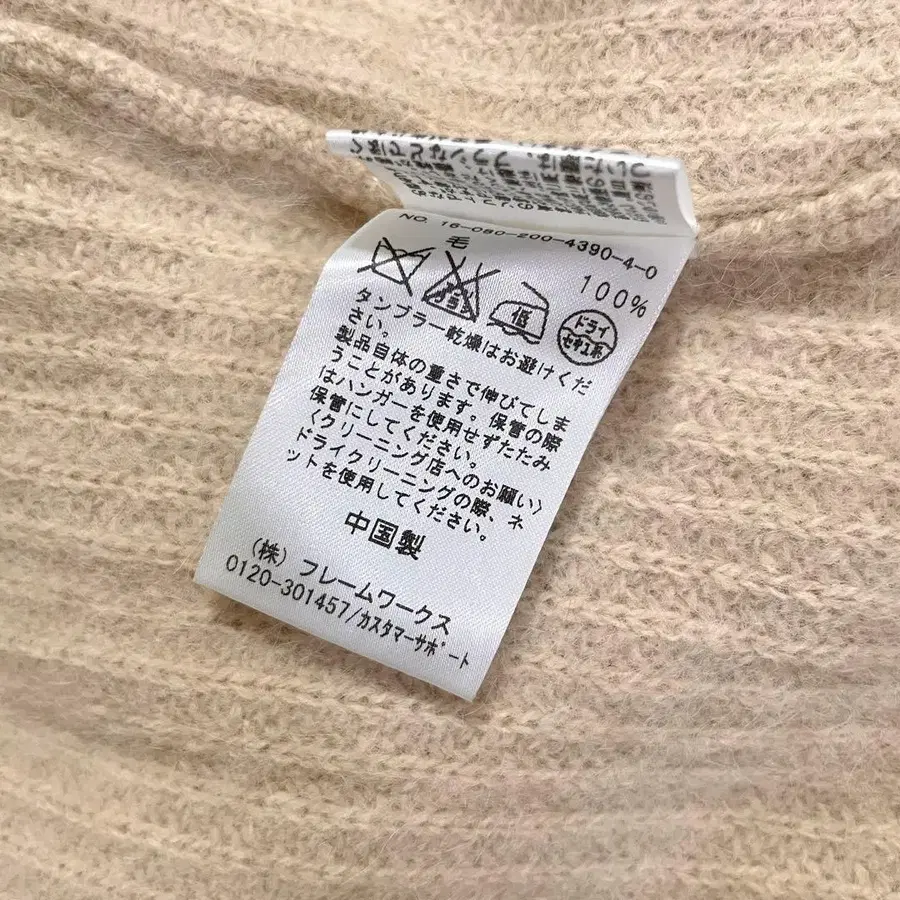 NO. 16-080-200-4390-4-0
毛 100%
低
ドライ
セキユ系
タンブラー乾燥はお避けくだ
さい。
製品自体の重さで伸びてしま
うことがあります。保管の際
はハンガーを使用せずたたみ
保管にしてください。
〈クリーニング店へのお願い〉
ドライクリーニングの際、ネ
ットを使用してください。
中国製
(株) フレームワークス
0120-301457/カスタマーサポート